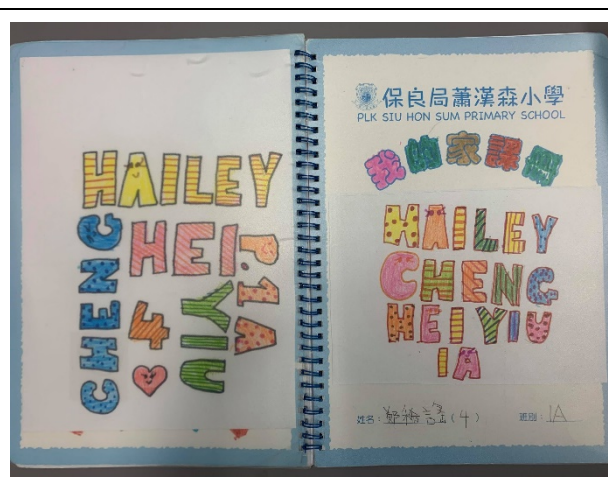 HAILEY
CHENG
HEI
P.1A
YIU
4
保良局蕭漢森小學
PLK SIU HON SUM PRIMARY SCHOOL
我的家課冊
HAILEY
CHENG
HEI YIU
1A
姓名: (4) 班別: 1A